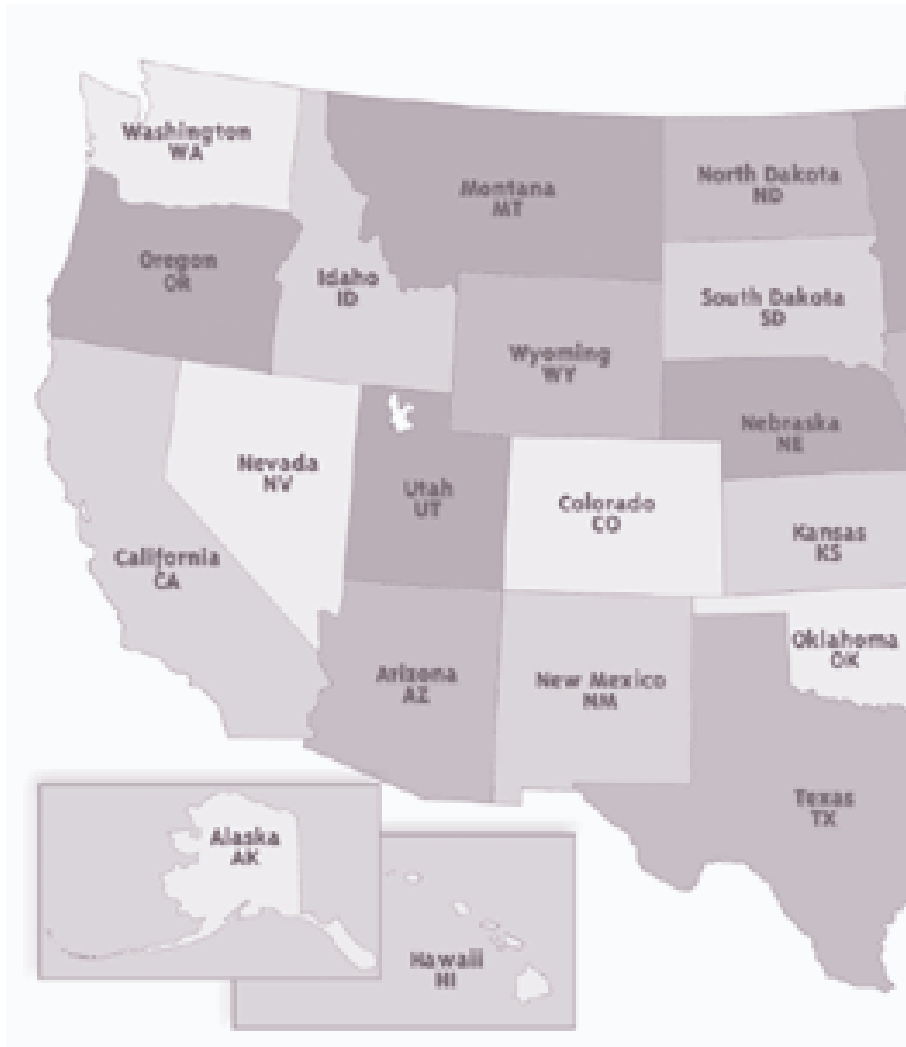 Washington
WA
Montana
MT
North Dakota
ND
Oregon
OR
Idaho
ID
South Dakota
SD
Wyoming
WY
Nebraska
NE
Nevada
NV
Utah
UT
Colorado
CO
Kansas
KS
California
CA
Oklahoma
OK
Arizona
AZ
New Mexico
NM
Texas
TX
Alaska
AK
Hawaii
HI